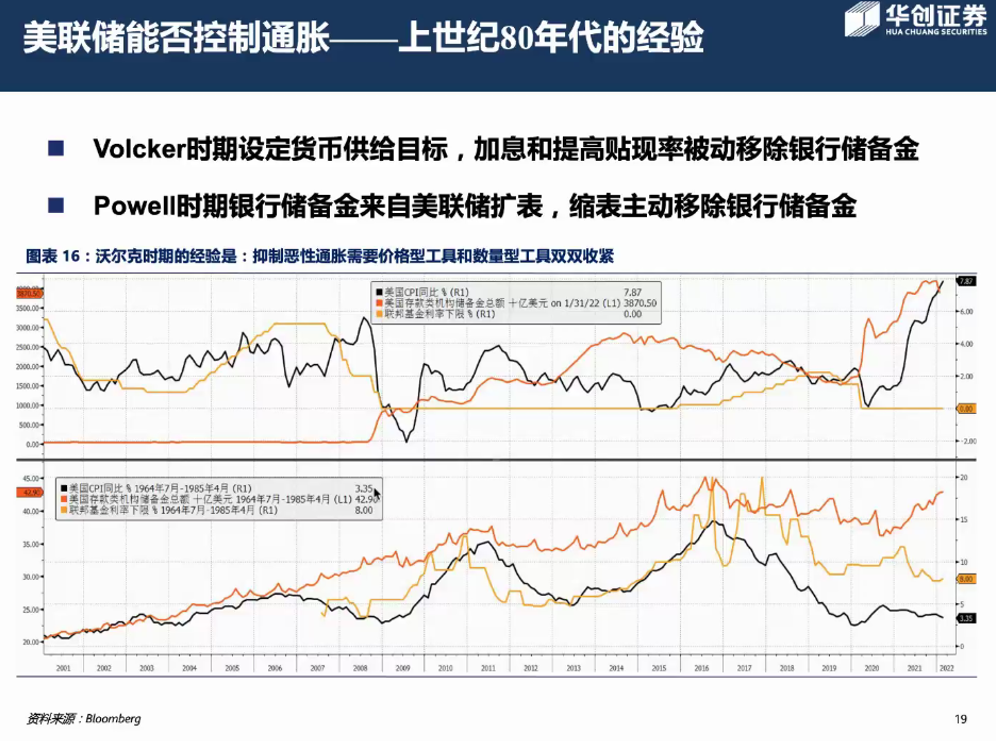 美联储能否控制通胀——上世纪80年代的经验
华创证券
HUA CHUANG SECURITIES
Volcker时期设定货币供给目标，加息和提高贴现率被动移除银行储备金
Powell时期银行储备金来自美联储扩表，缩表主动移除银行储备金
图表 16：沃尔克时期的经验是：抑制恶性通胀需要价格型工具和数量型工具双双收紧
美国CPI同比 % (R1) 7.87
美国存款类机构储备金总额 十亿美元 on 1/31/22 (L1) 3870.50
联邦基金利率下限 % (R1) 0.00
3870.50
3500.00
3000.00
2500.00
2000.00
1500.00
1000.00
500.00
0.00
7.87
6.00
4.00
2.00
0.00
-2.00
美国CPI同比 % 1964年7月-1985年4月 (R1) 3.35
美国存款类机构储备金总额 十亿美元 1964年7月-1985年4月 (L1) 42.90
联邦基金利率下限 % 1964年7月-1985年4月 (R1) 8.00
45.00
42.90
40.00
35.00
30.00
25.00
20.00
20
15
10
8.00
5
3.35
0
2001 2002 2003 2004 2005 2006 2007 2008 2009 2010 2011 2012 2013 2014 2015 2016 2017 2018 2019 2020 2021 2022
资料来源：Bloomberg
19